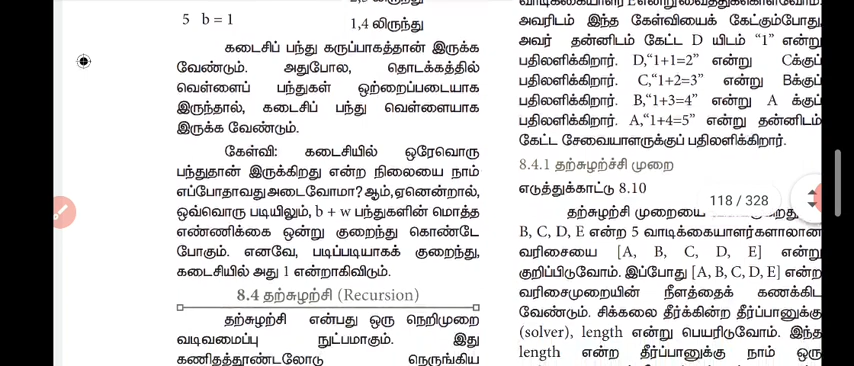 5 b = 1
1,4 லிருந்து
கடைசிப் பந்து கருப்பாகத்தான் இருக்க
வேண்டும். அதுபோல, தொடக்கத்தில்
வெள்ளைப் பந்துகள் ஒற்றைப்படையாக
இருந்தால், கடைசிப் பந்து வெள்ளையாக
இருக்க வேண்டும்.
கேள்வி: கடைசியில் ஒரேவொரு
பந்துதான் இருக்கிறது என்ற நிலையை நாம்
எப்போதாவது அடைவோமா? ஆம், ஏனென்றால்,
ஒவ்வொரு படியிலும், b + w பந்துகளின் மொத்த
எண்ணிக்கை ஒன்று குறைந்து கொண்டே
போகும். எனவே, படிப்படியாகக் குறைந்து,
கடைசியில் அது 1 என்றாகிவிடும்.
8.4 தற்சுழற்சி (Recursion)
தற்சுழற்சி என்பது ஒரு நெறிமுறை
வடிவமைப்பு நுட்பமாகும். இது
கணிதத்தூண்டலோடு நெருங்கிய
அவரிடம் இந்த கேள்வியைக் கேட்கும்போது,
அவர் தன்னிடம் கேட்ட D யிடம் "1" என்று
பதிலளிக்கிறார். D,"1+1=2" என்று Cக்குப்
பதிலளிக்கிறார். C,"1+2=3" என்று Bக்குப்
பதிலளிக்கிறார். B,"1+3=4" என்று A க்குப்
பதிலளிக்கிறார். A,"1+4=5" என்று தன்னிடம்
கேட்ட சேவையாளருக்குப் பதிலளிக்கிறார்.
8.4.1 தற்சுழற்ச்சி முறை
எடுத்துக்காட்டு 8.10
118 / 328
தற்சுழற்சி முறையை
B, C, D, E என்ற 5 வாடிக்கையாளர்களாலான
வரிசையை [A, B, C, D, E] என்று
குறிப்பிடுவோம். இப்போது [A, B, C, D, E] என்ற
வரிசைமுறையின் நீளத்தைக் கணக்கிட
வேண்டும். சிக்கலை தீர்க்கின்ற தீர்ப்பானுக்கு
(solver), length என்று பெயரிடுவோம். இந்த
length என்ற தீர்ப்பானுக்கு நாம் ஒரு